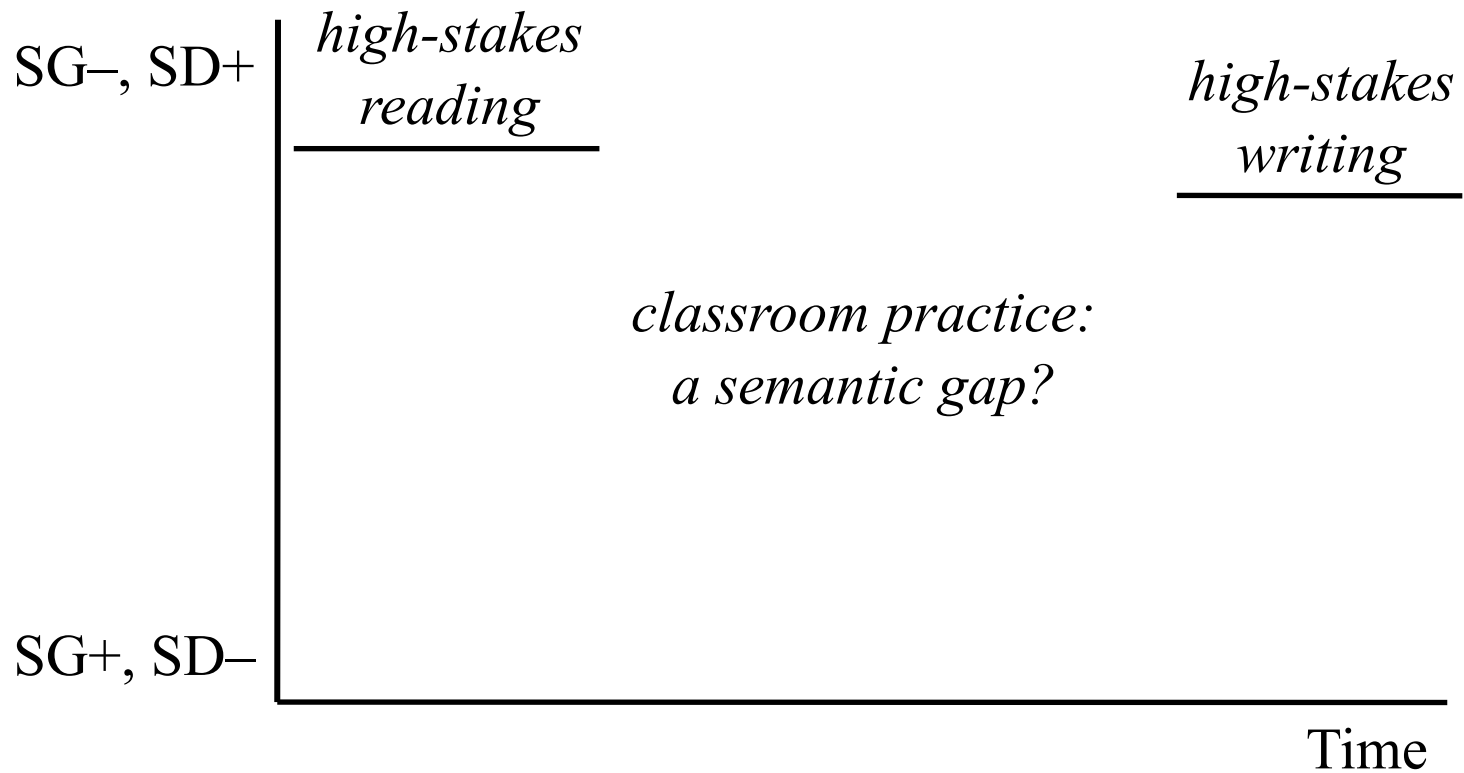 SG–, SD+
high-stakes
reading
high-stakes
writing
classroom practice:
a semantic gap?
SG+, SD–
Time